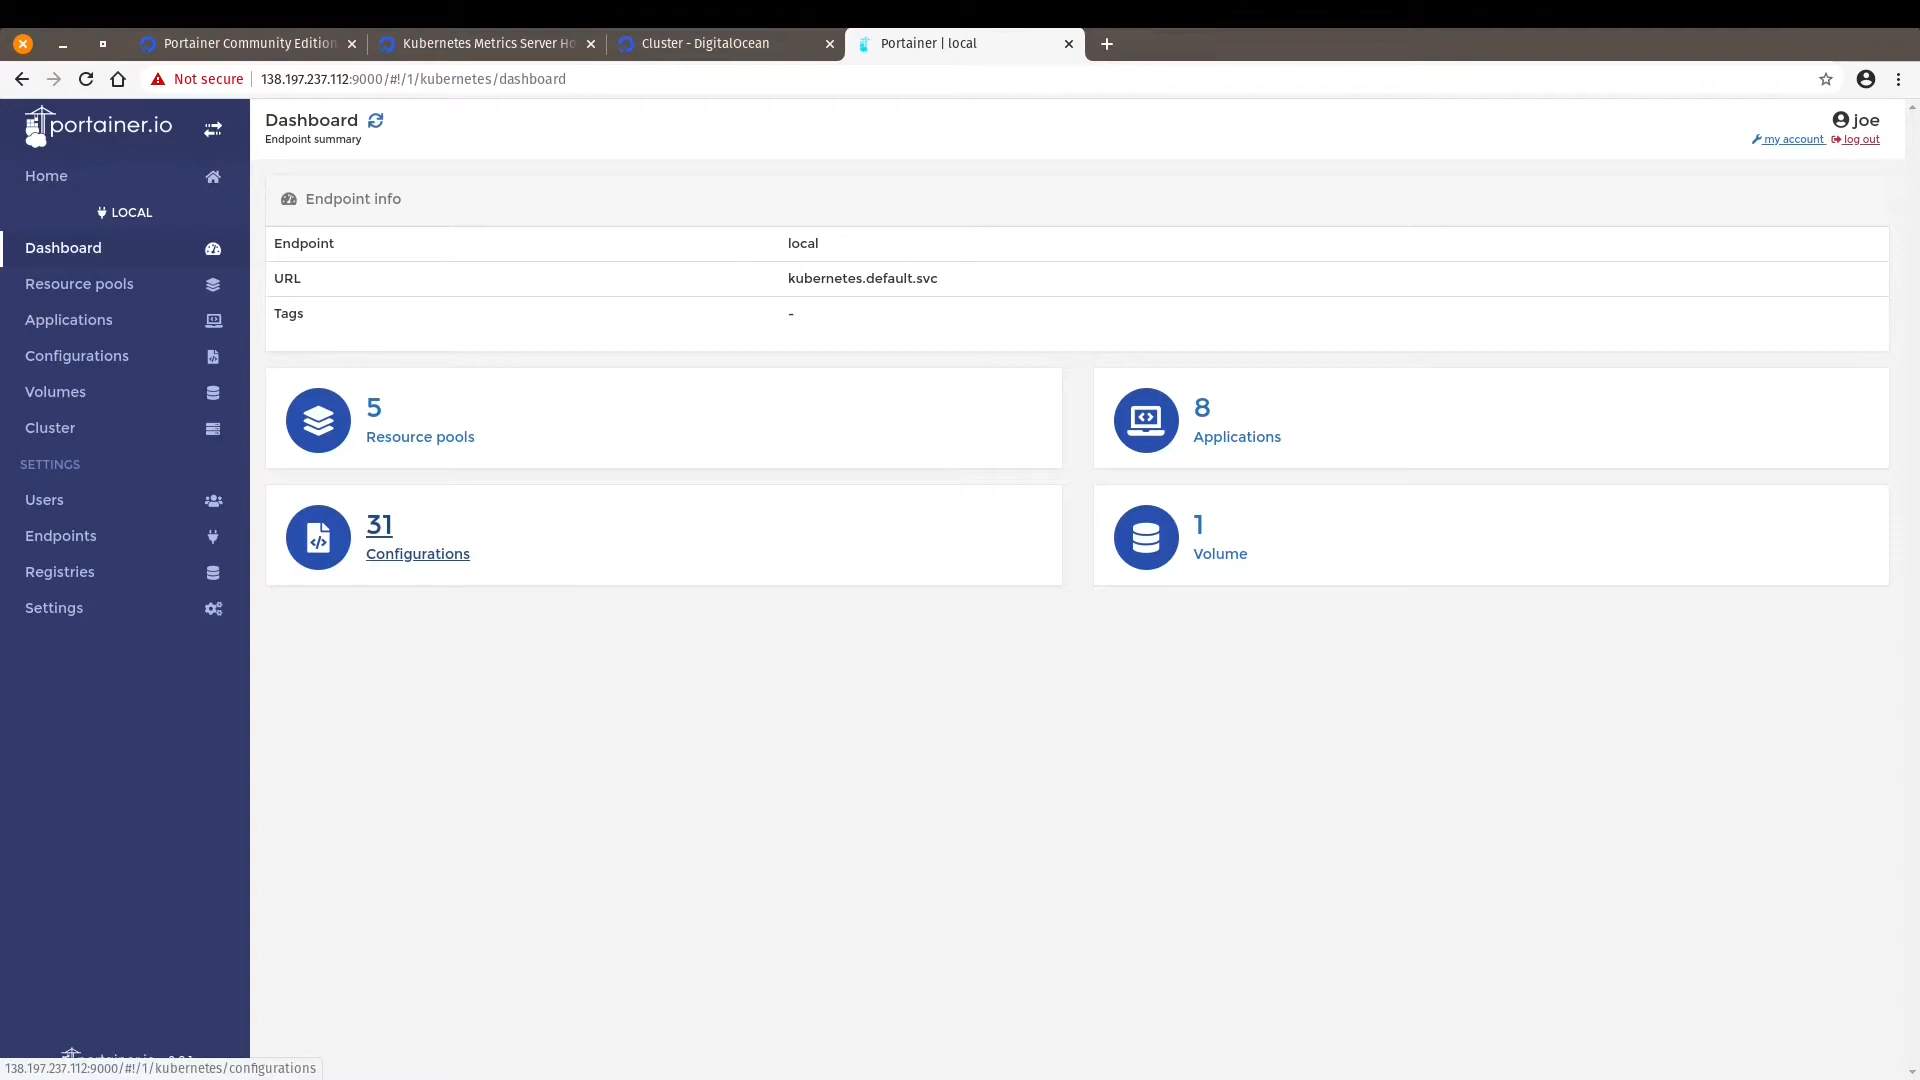 Portainer Community Edition
Kubernetes Metrics Server Ho
Cluster - DigitalOcean
Portainer | local
Not secure
138.197.237.112:9000/#!/1/kubernetes/dashboard
portainer.io
Home
LOCAL
Dashboard
Resource pools
Applications
Configurations
Volumes
Cluster
SETTINGS
Users
Endpoints
Registries
Settings
Dashboard
Endpoint summary
joe
my account log out
Endpoint info
Endpoint local
URL kubernetes.default.svc
Tags -
5
Resource pools
8
Applications
31
Configurations
1
Volume
138.197.237.112:9000/#!/1/kubernetes/configurations